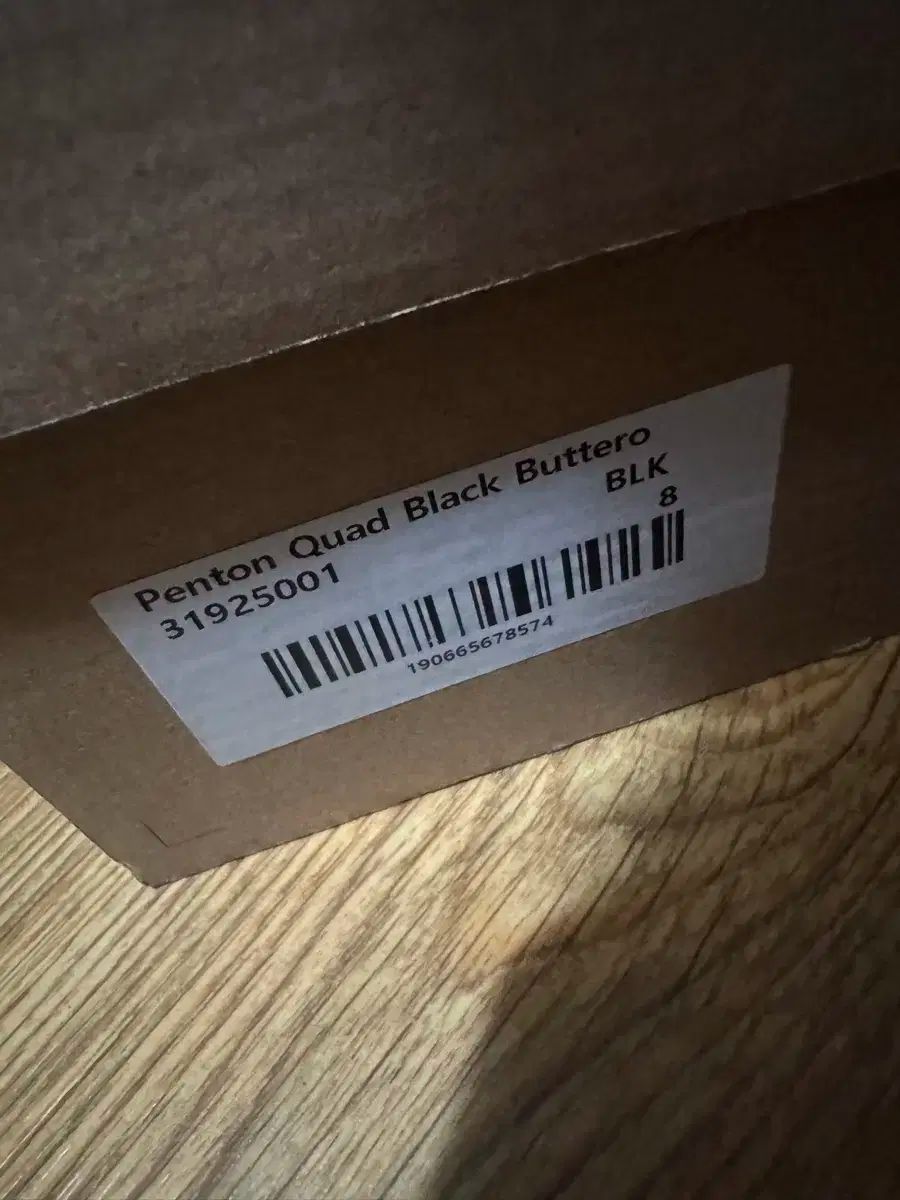 Penton Quad Black Buttero
31925001
BLK
8
190665678574